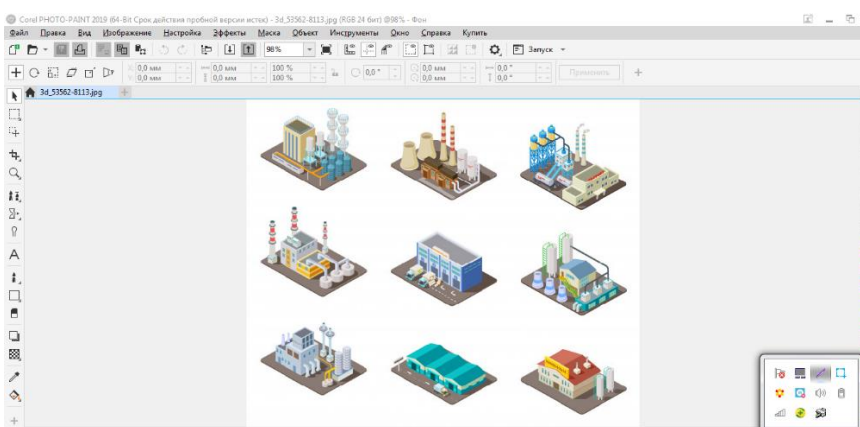 Corel PHOTO-PAINT 2019 (64-Бит Срок действия пробной версии истек) - 3d_53562-8113.jpg (RGB 24 бит) @98% - Фон
Файл Правка Вид Изображение Настройка Эффекты Маска Объект Инструменты Окно Справка Купить
98% Запуск
X: 0,0 мм 0,0 мм 100 % 0,0 ° 0,0 мм 0,0 ° Применить
Y: 0,0 мм 0,0 мм 100 % 0,0 мм 0,0 °
3d_53562-8113.jpg